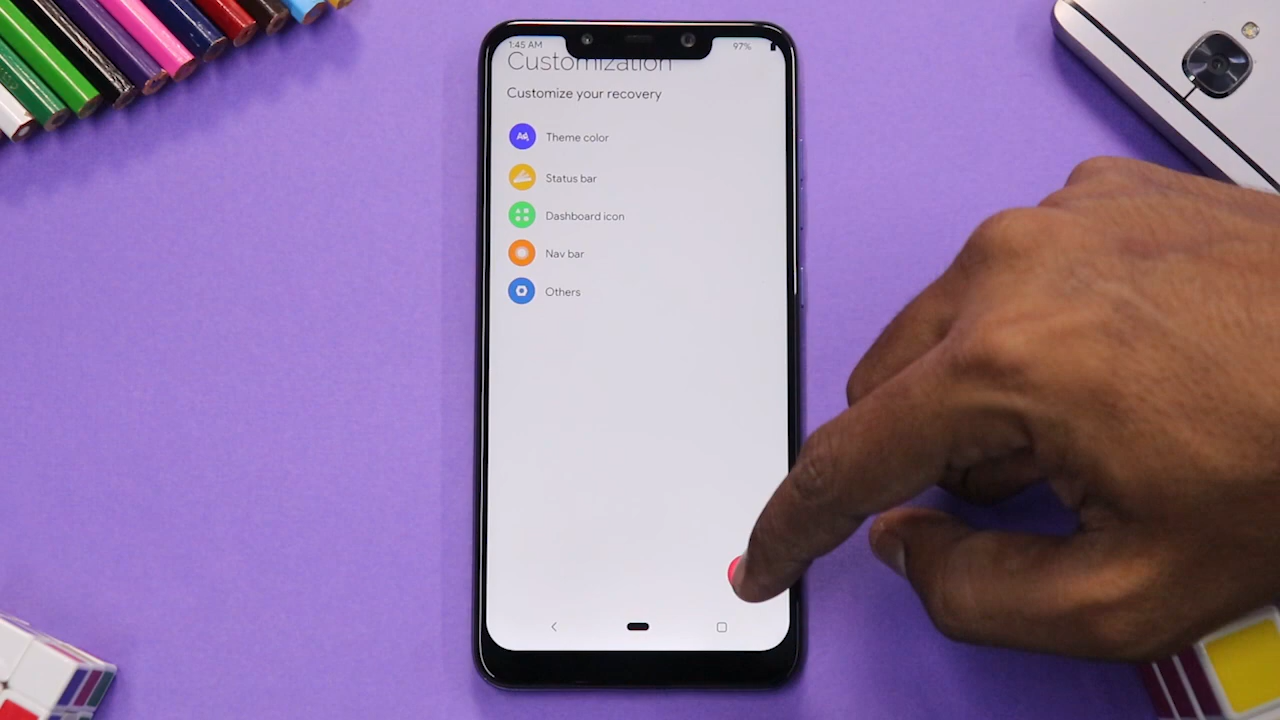 1:45 AM 97%
Customization
Customize your recovery
Theme color
Status bar
Dashboard icon
Nav bar
Others